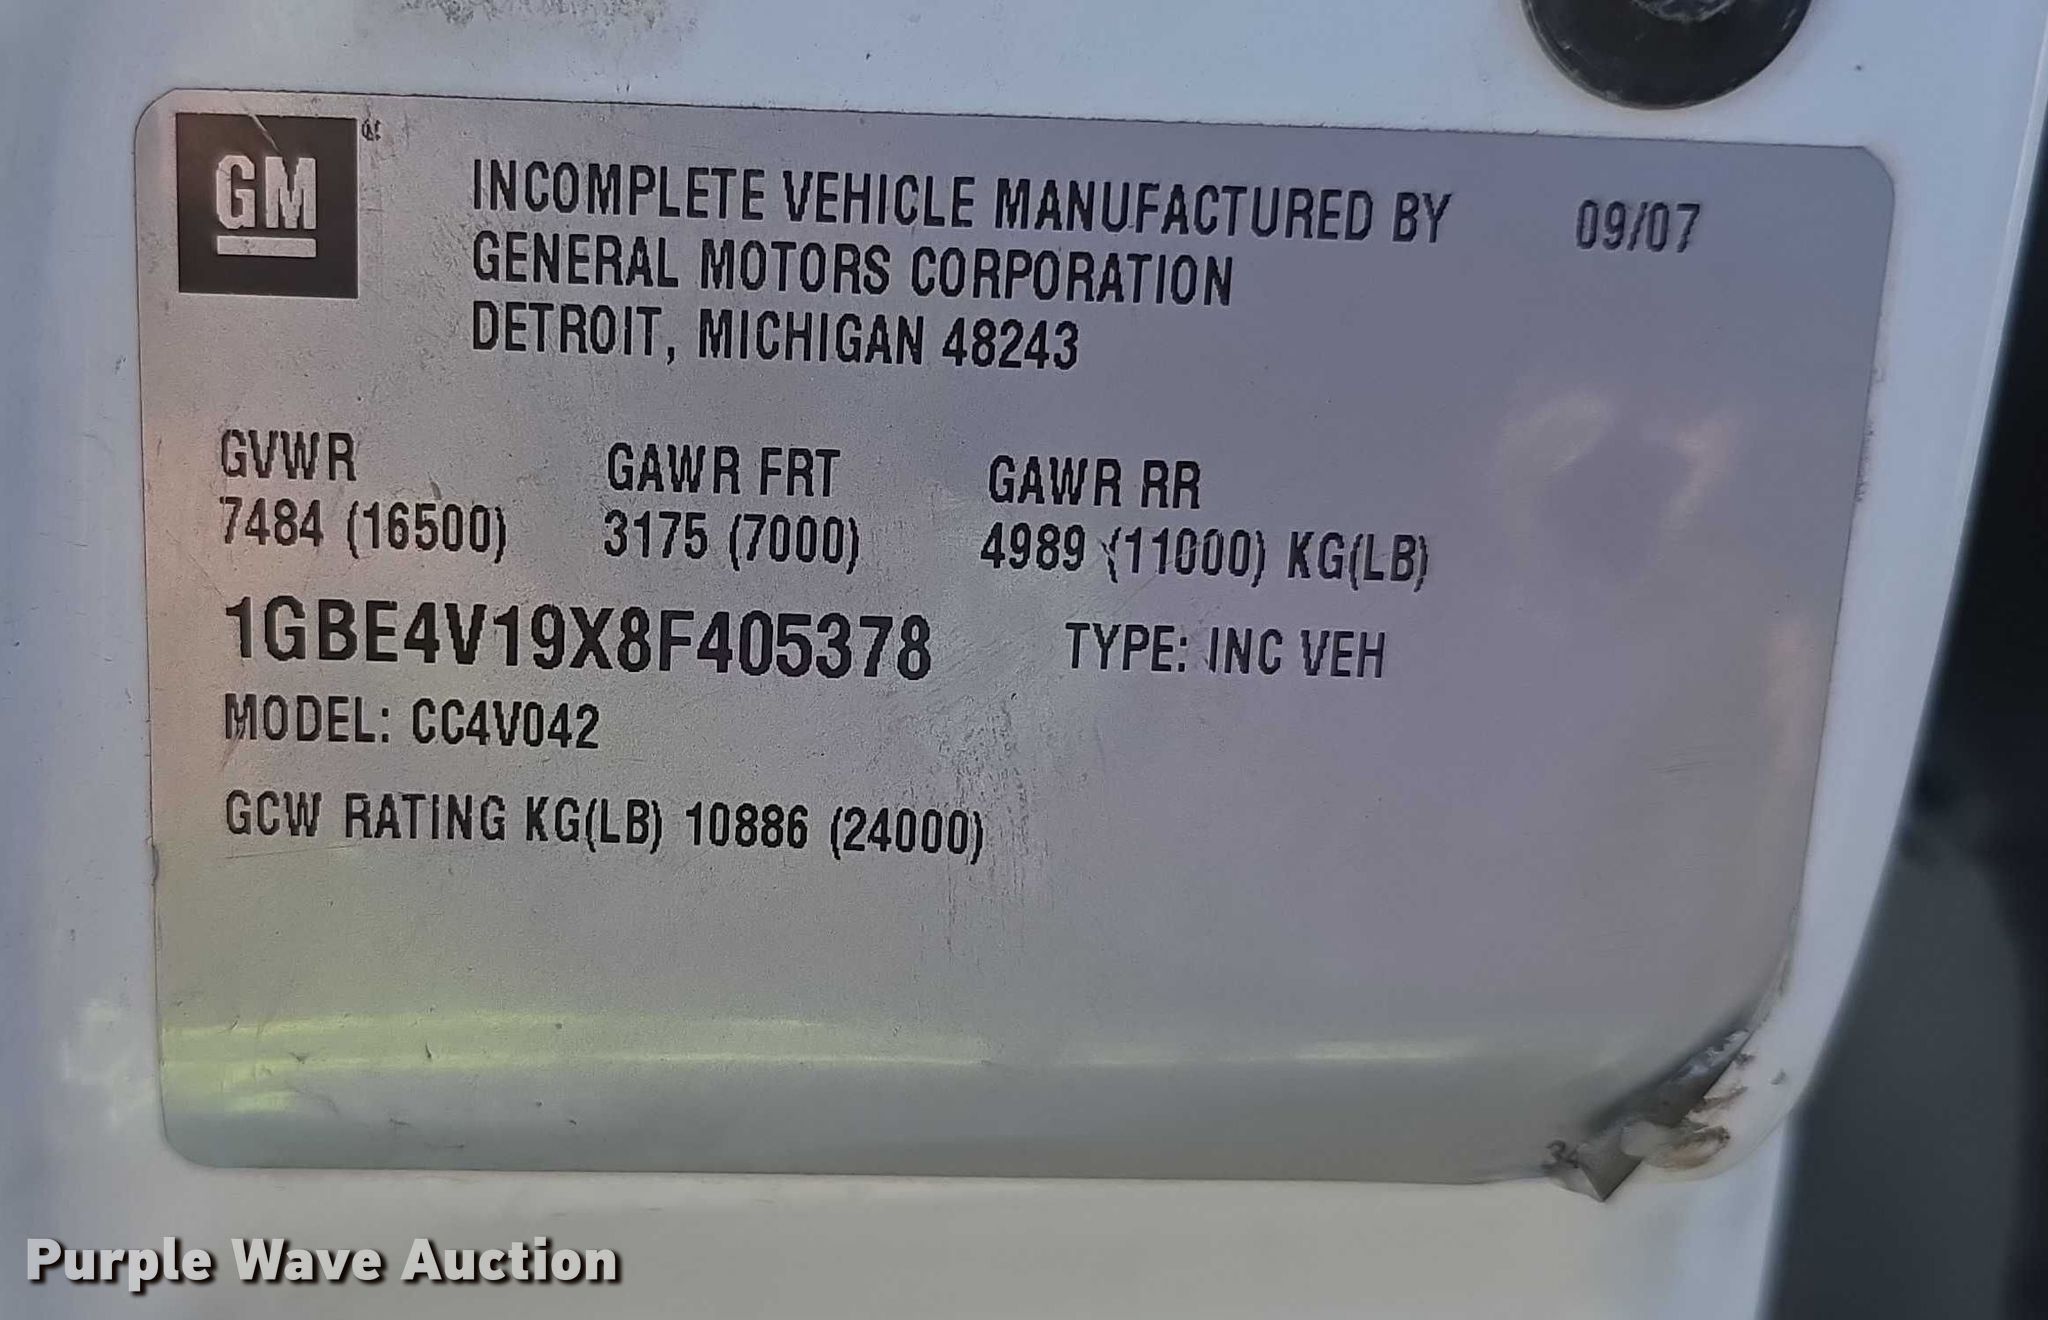 GM
INCOMPLETE VEHICLE MANUFACTURED BY 09/07
GENERAL MOTORS CORPORATION
DETROIT, MICHIGAN 48243
GVWR GAWR FRT GAWR RR
7484 (16500) 3175 (7000) 4989 (11000) KG(LB)
1GBE4V19X8F405378 TYPE: INC VEH
MODEL: CC4V042
GCW RATING KG(LB) 10886 (24000)
Purple Wave Auction